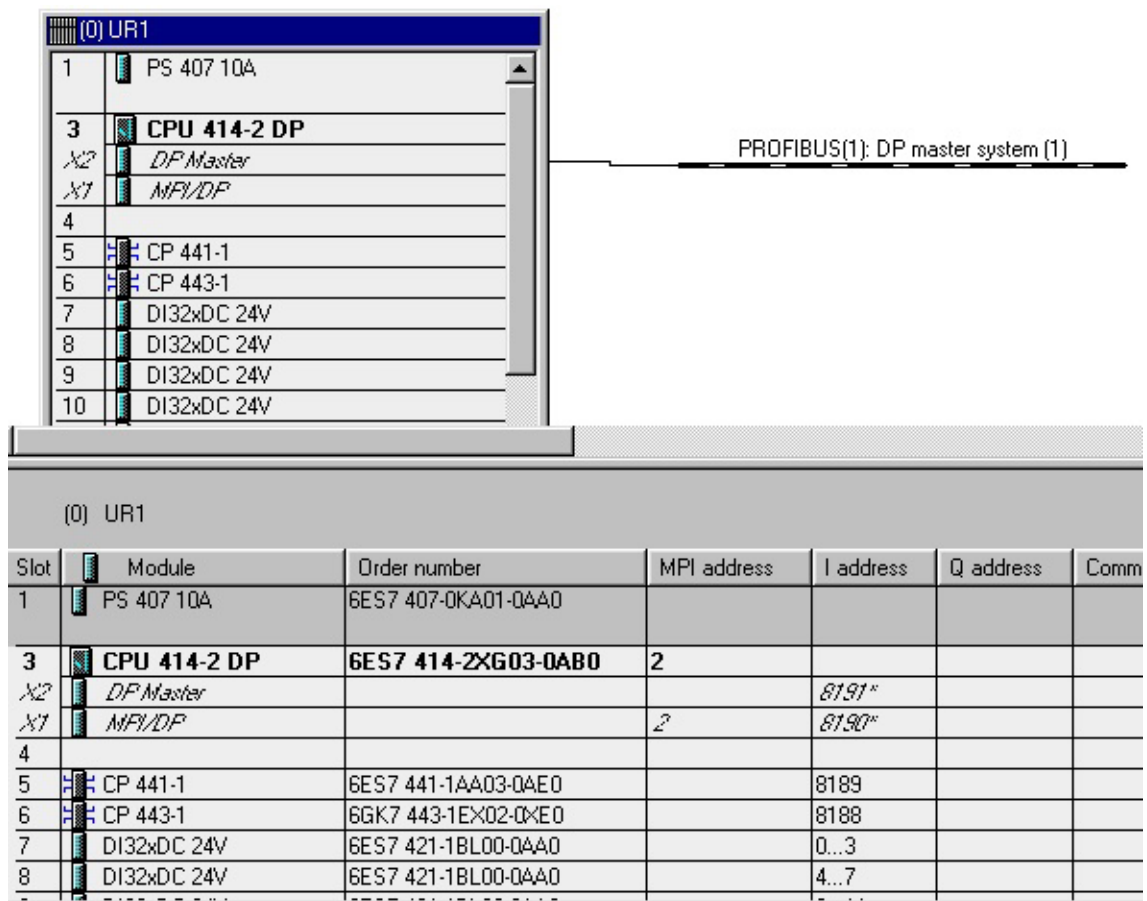 (0) UR1
1 PS 407 10A
3 CPU 414-2 DP
X2 DP Master
X1 MPI/DP
4
5 CP 441-1
6 CP 443-1
7 DI32xDC 24V
8 DI32xDC 24V
9 DI32xDC 24V
10 DI32xDC 24V
PROFIBUS(1): DP master system (1)
(0) UR1
Slot Module Order number MPI address I address Q address Comm
1 PS 407 10A 6ES7 407-0KA01-0AA0
3 CPU 414-2 DP 6ES7 414-2XG03-0AB0 2
X2 DP Master 8191*
X1 MPI/DP 2 8190*
4
5 CP 441-1 6ES7 441-1AA03-0AE0 8189
6 CP 443-1 6GK7 443-1EX02-0XE0 8188
7 DI32xDC 24V 6ES7 421-1BL00-0AA0 0...3
8 DI32xDC 24V 6ES7 421-1BL00-0AA0 4...7